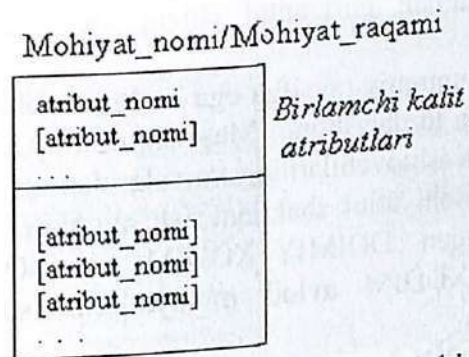 Mohiyat_nomi/Mohiyat_raqami
atribut_nomi
[atribut_nomi]
. . .
Birlamchi kalit
atributlari
[atribut_nomi]
[atribut_nomi]
[atribut_nomi]
. . .